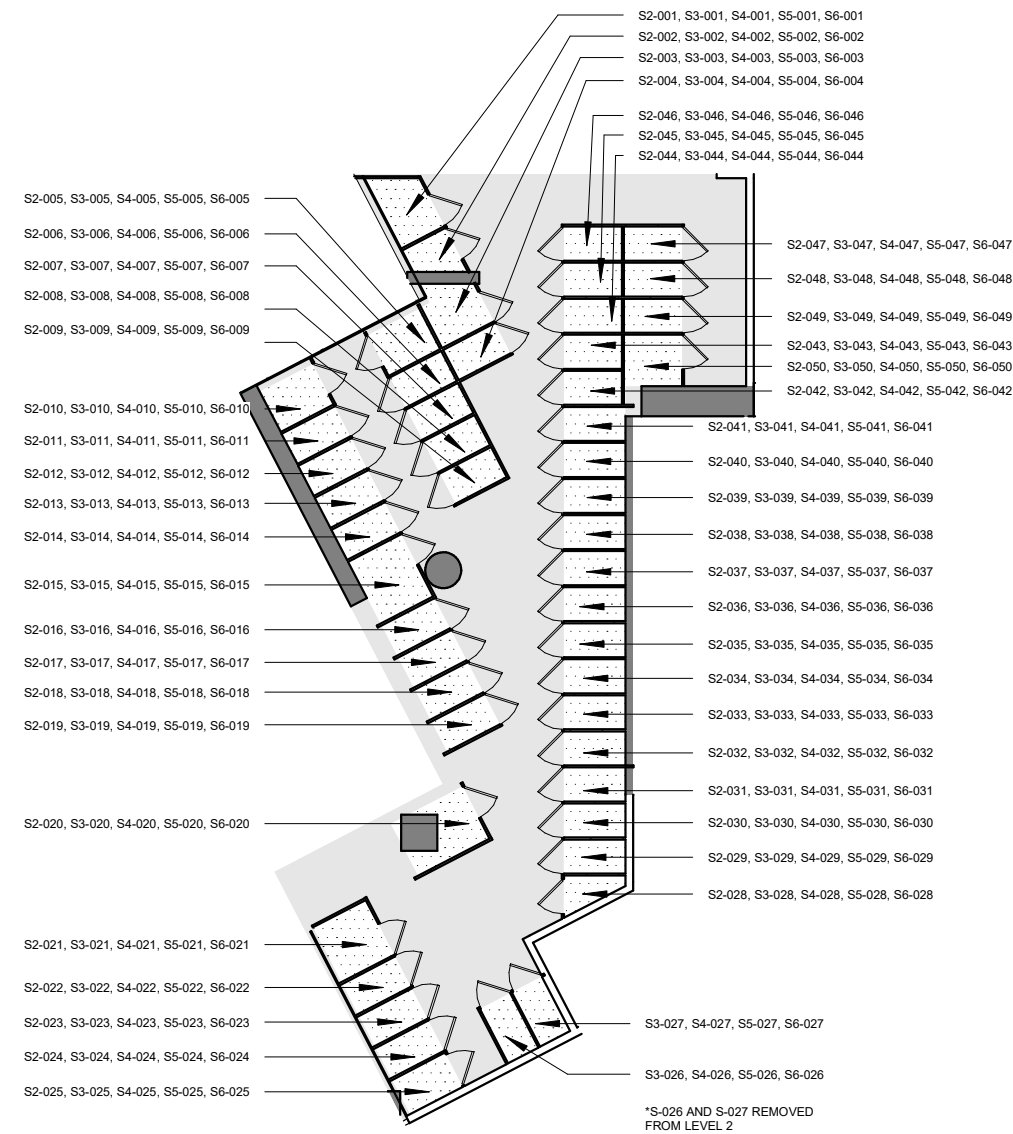 S2-001, S3-001, S4-001, S5-001, S6-001
S2-002, S3-002, S4-002, S5-002, S6-002
S2-003, S3-003, S4-003, S5-003, S6-003
S2-004, S3-004, S4-004, S5-004, S6-004
S2-046, S3-046, S4-046, S5-046, S6-046
S2-045, S3-045, S4-045, S5-045, S6-045
S2-044, S3-044, S4-044, S5-044, S6-044
S2-005, S3-005, S4-005, S5-005, S6-005
S2-006, S3-006, S4-006, S5-006, S6-006
S2-007, S3-007, S4-007, S5-007, S6-007
S2-008, S3-008, S4-008, S5-008, S6-008
S2-009, S3-009, S4-009, S5-009, S6-009
S2-010, S3-010, S4-010, S5-010, S6-010
S2-011, S3-011, S4-011, S5-011, S6-011
S2-012, S3-012, S4-012, S5-012, S6-012
S2-013, S3-013, S4-013, S5-013, S6-013
S2-014, S3-014, S4-014, S5-014, S6-014
S2-015, S3-015, S4-015, S5-015, S6-015
S2-016, S3-016, S4-016, S5-016, S6-016
S2-017, S3-017, S4-017, S5-017, S6-017
S2-018, S3-018, S4-018, S5-018, S6-018
S2-019, S3-019, S4-019, S5-019, S6-019
S2-020, S3-020, S4-020, S5-020, S6-020
S2-021, S3-021, S4-021, S5-021, S6-021
S2-022, S3-022, S4-022, S5-022, S6-022
S2-023, S3-023, S4-023, S5-023, S6-023
S2-024, S3-024, S4-024, S5-024, S6-024
S2-025, S3-025, S4-025, S5-025, S6-025
S2-047, S3-047, S4-047, S5-047, S6-047
S2-048, S3-048, S4-048, S5-048, S6-048
S2-049, S3-049, S4-049, S5-049, S6-049
S2-043, S3-043, S4-043, S5-043, S6-043
S2-050, S3-050, S4-050, S5-050, S6-050
S2-042, S3-042, S4-042, S5-042, S6-042
S2-041, S3-041, S4-041, S5-041, S6-041
S2-040, S3-040, S4-040, S5-040, S6-040
S2-039, S3-039, S4-039, S5-039, S6-039
S2-038, S3-038, S4-038, S5-038, S6-038
S2-037, S3-037, S4-037, S5-037, S6-037
S2-036, S3-036, S4-036, S5-036, S6-036
S2-035, S3-035, S4-035, S5-035, S6-035
S2-034, S3-034, S4-034, S5-034, S6-034
S2-033, S3-033, S4-033, S5-033, S6-033
S2-032, S3-032, S4-032, S5-032, S6-032
S2-031, S3-031, S4-031, S5-031, S6-031
S2-030, S3-030, S4-030, S5-030, S6-030
S2-029, S3-029, S4-029, S5-029, S6-029
S2-028, S3-028, S4-028, S5-028, S6-028
S3-027, S4-027, S5-027, S6-027
S3-026, S4-026, S5-026, S6-026
*S-026 AND S-027 REMOVED
FROM LEVEL 2